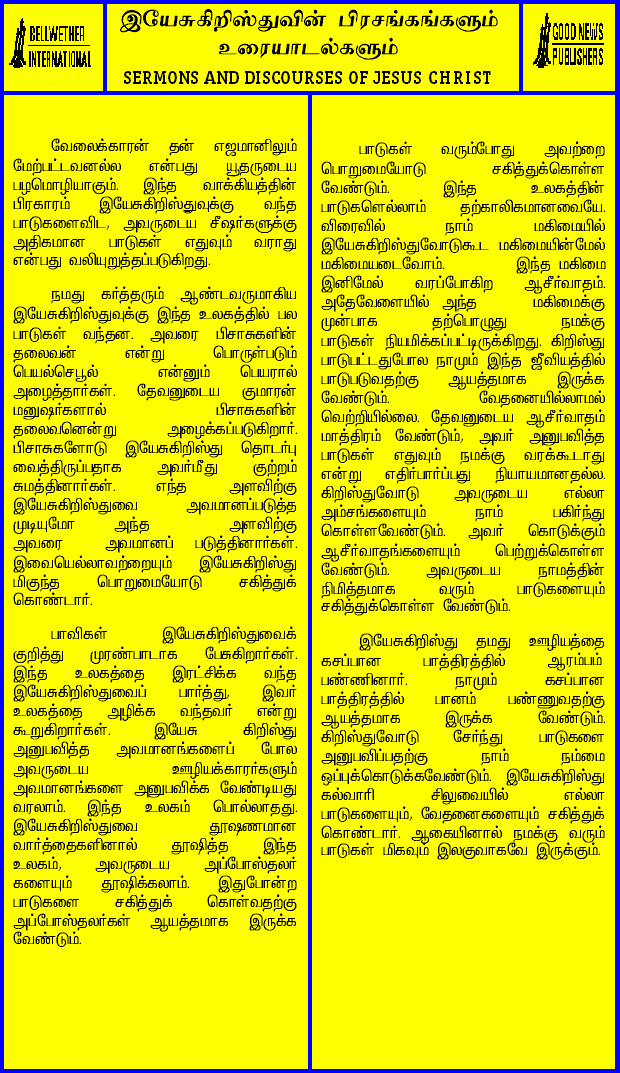 BELLWETHER
INTERNATIONAL
இயேசுகிறிஸ்துவின் பிரசங்கங்களும்
உரையாடல்களும்
SERMONS AND DISCOURSES OF JESUS CHRIST
GOOD NEWS
PUBLISHERS
வேலைக்காரன் தன் எஜமானிலும்
மேற்பட்டவனல்ல என்பது யூதருடைய
பழமொழியாகும். இந்த வாக்கியத்தின்
பிரகாரம் இயேசுகிறிஸ்துவுக்கு வந்த
பாடுகளைவிட, அவருடைய சீஷர்களுக்கு
அதிகமான பாடுகள் எதுவும் வராது
என்பது வலியுறுத்தப்படுகிறது.
நமது கர்த்தரும் ஆண்டவருமாகிய
இயேசுகிறிஸ்துவுக்கு இந்த உலகத்தில் பல
பாடுகள் வந்தன. அவரை பிசாசுகளின்
தலைவன் என்று பொருள்படும்
பெயல்செபூல் என்னும் பெயரால்
அழைத்தார்கள். தேவனுடைய குமாரன்
மனுஷர்களால் பிசாசுகளின்
தலைவனென்று அழைக்கப்படுகிறார்.
பிசாசுகளோடு இயேசுகிறிஸ்து தொடர்பு
வைத்திருப்பதாக அவர்மீது குற்றம்
சுமத்தினார்கள். எந்த அளவிற்கு
இயேசுகிறிஸ்துவை அவமானப்படுத்த
முடியுமோ அந்த அளவிற்கு
அவரை அவமானப் படுத்தினார்கள்.
இவையெல்லாவற்றையும் இயேசுகிறிஸ்து
மிகுந்த பொறுமையோடு சகித்துக்
கொண்டார்.
பாவிகள் இயேசுகிறிஸ்துவைக்
குறித்து முரண்பாடாக பேசுகிறார்கள்.
இந்த உலகத்தை இரட்சிக்க வந்த
இயேசுகிறிஸ்துவைப் பார்த்து, இவர்
உலகத்தை அழிக்க வந்தவர் என்று
கூறுகிறார்கள். இயேசு கிறிஸ்து
அனுபவித்த அவமானங்களைப் போல
அவருடைய ஊழியக்காரர்களும்
அவமானங்களை அனுபவிக்க வேண்டியது
வரலாம். இந்த உலகம் பொல்லாதது.
இயேசுகிறிஸ்துவை தூஷணமான
வார்த்தைகளினால் தூஷித்த இந்த
உலகம், அவருடைய அப்போஸ்தலர்
களையும் தூஷிக்கலாம். இதுபோன்ற
பாடுகளை சகித்துக் கொள்வதற்கு
அப்போஸ்தலர்கள் ஆயத்தமாக இருக்க
வேண்டும்.
பாடுகள் வரும்போது அவற்றை
பொறுமையோடு சகித்துக்கொள்ள
வேண்டும். இந்த உலகத்தின்
பாடுகளெல்லாம் தற்காலிகமானவையே.
விரைவில் நாம் மகிமையில்
இயேசுகிறிஸ்துவோடுகூட மகிமையின்மேல்
மகிமையடைவோம். இந்த மகிமை
இனிமேல் வரப்போகிற ஆசீர்வாதம்.
அதேவேளையில் அந்த மகிமைக்கு
முன்பாக தற்பொழுது நமக்கு
பாடுகள் நியமிக்கப்பட்டிருக்கிறது. கிறிஸ்து
பாடுபட்டதுபோல நாமும் இந்த ஜீவியத்தில்
பாடுபடுவதற்கு ஆயத்தமாக இருக்க
வேண்டும். வேதனையில்லாமல்
வெற்றியில்லை. தேவனுடைய ஆசீர்வாதம்
மாத்திரம் வேண்டும், அவர் அனுபவித்த
பாடுகள் எதுவும் நமக்கு வரக்கூடாது
என்று எதிர்பார்ப்பது நியாயமானதல்ல.
கிறிஸ்துவோடு அவருடைய எல்லா
அம்சங்களையும் நாம் பகிர்ந்து
கொள்ளவேண்டும். அவர் கொடுக்கும்
ஆசீர்வாதங்களையும் பெற்றுக்கொள்ள
வேண்டும். அவருடைய நாமத்தின்
நிமித்தமாக வரும் பாடுகளையும்
சகித்துக்கொள்ள வேண்டும்.
இயேசுகிறிஸ்து தமது ஊழியத்தை
கசப்பான பாத்திரத்தில் ஆரம்பம்
பண்ணினார். நாமும் கசப்பான
பாத்திரத்தில் பானம் பண்ணுவதற்கு
ஆயத்தமாக இருக்க வேண்டும்.
கிறிஸ்துவோடு சேர்ந்து பாடுகளை
அனுபவிப்பதற்கு நாம் நம்மை
ஒப்புக்கொடுக்கவேண்டும். இயேசுகிறிஸ்து
கல்வாரி சிலுவையில் எல்லா
பாடுகளையும், வேதனைகளையும் சகித்துக்
கொண்டார். ஆகையினால் நமக்கு வரும்
பாடுகள் மிகவும் இலகுவாகவே இருக்கும்.